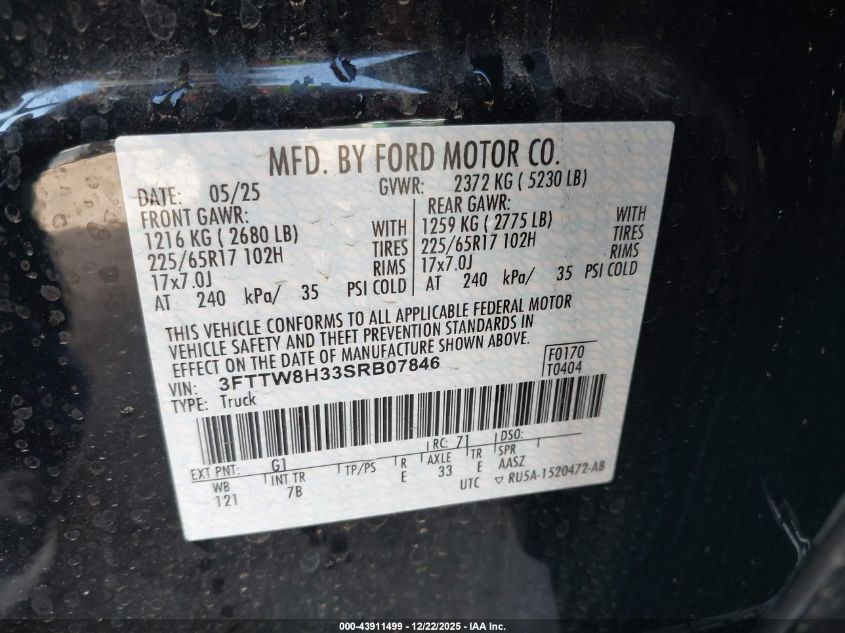 MFD. BY FORD MOTOR CO.
DATE: 05/25 GVWR: 2372 KG ( 5230 LB)
FRONT GAWR: REAR GAWR:
1216 KG ( 2680 LB) WITH 1259 KG ( 2775 LB) WITH
225/65R17 102H TIRES 225/65R17 102H TIRES
17x7.0J RIMS 17x7.0J RIMS
AT 240 kPa/ 35 PSI COLD AT 240 kPa/ 35 PSI COLD
THIS VEHICLE CONFORMS TO ALL APPLICABLE FEDERAL MOTOR
VEHICLE SAFETY AND THEFT PREVENTION STANDARDS IN
EFFECT ON THE DATE OF MANUFACTURE SHOWN ABOVE.
VIN: 3FTTW8H33SRB07846 F0170
TYPE: Truck T0404
EXT PNT: G1 RC: 71 DSO:
WB INT TR TP/PS R AXLE TR SPR
121 7B E 33 E AASZ
UTC ▽ RU5A-1520472-AB
000-43911499 - 12/22/2025 - IAA Inc.